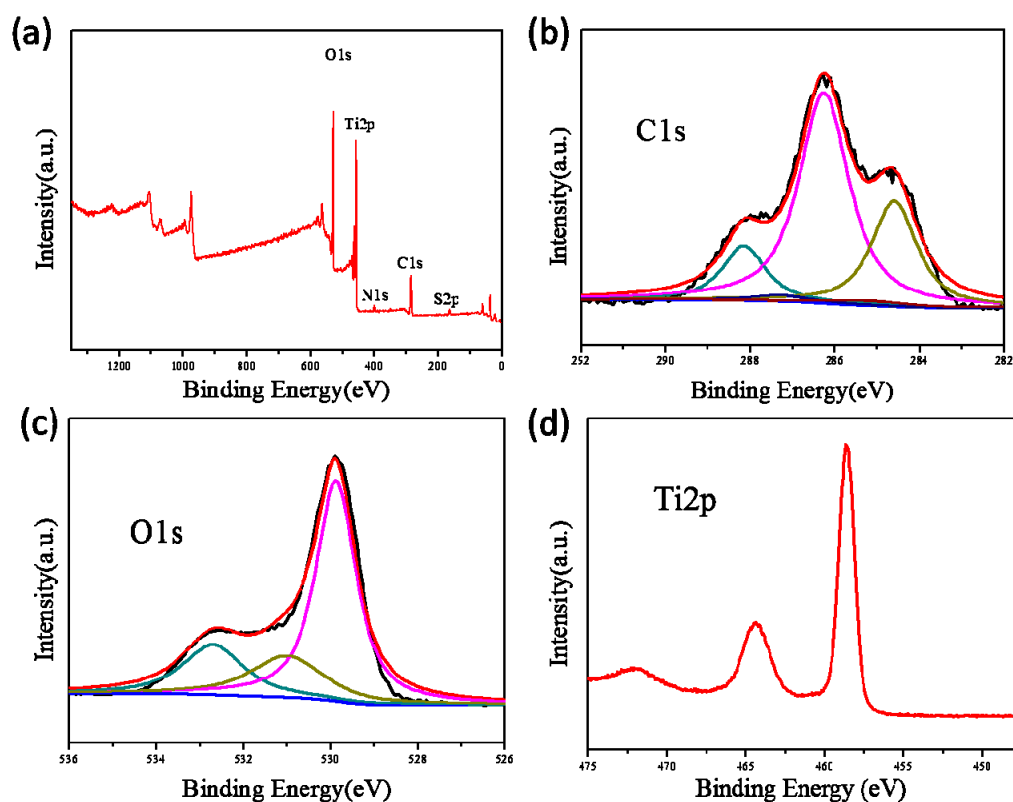 (a)
O1s
Ti2p
N1s
C1s
S2p
Intensity(a.u.)
1200 1000 800 600 400 200 0
Binding Energy(eV)
(b)
C1s
Intensity(a.u.)
252 290 288 286 284 282
Binding Energy(eV)
(c)
O1s
Intensity(a.u.)
536 534 532 530 528 526
Binding Energy(eV)
(d)
Ti2p
Intensity(a.u.)
475 470 465 460 455 450
Binding Energy (eV)